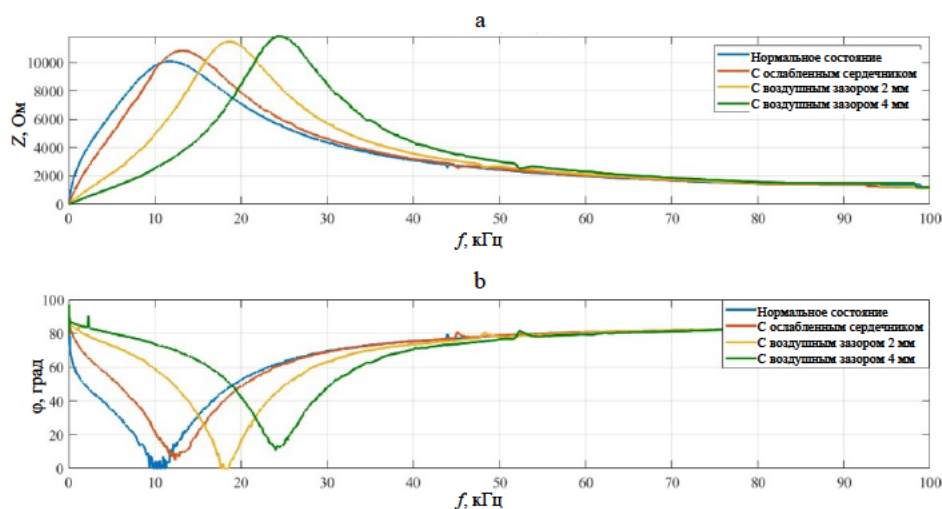 a
Z, Ом
10000
8000
6000
4000
2000
0
Нормальное состояние
С ослабленным сердечником
С воздушным зазором 2 мм
С воздушным зазором 4 мм
0 10 20 30 40 50 60 70 80 90 100
f, кГц
b
φ, град
100
80
60
40
20
0
Нормальное состояние
С ослабленным сердечником
С воздушным зазором 2 мм
С воздушным зазором 4 мм
0 10 20 30 40 50 60 70 80 90 100
f, кГц